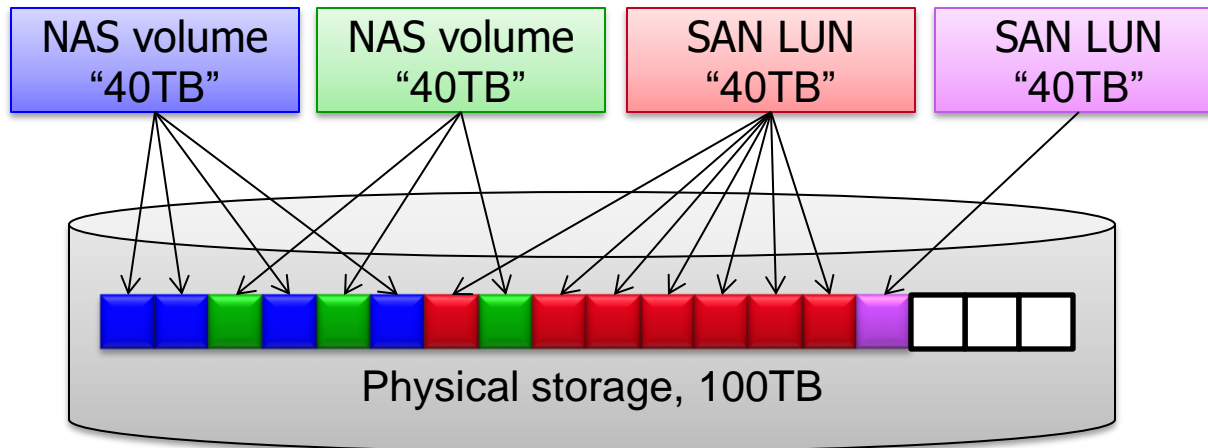 NAS volume
“40TB”
NAS volume
“40TB”
SAN LUN
“40TB”
SAN LUN
“40TB”
Physical storage, 100TB